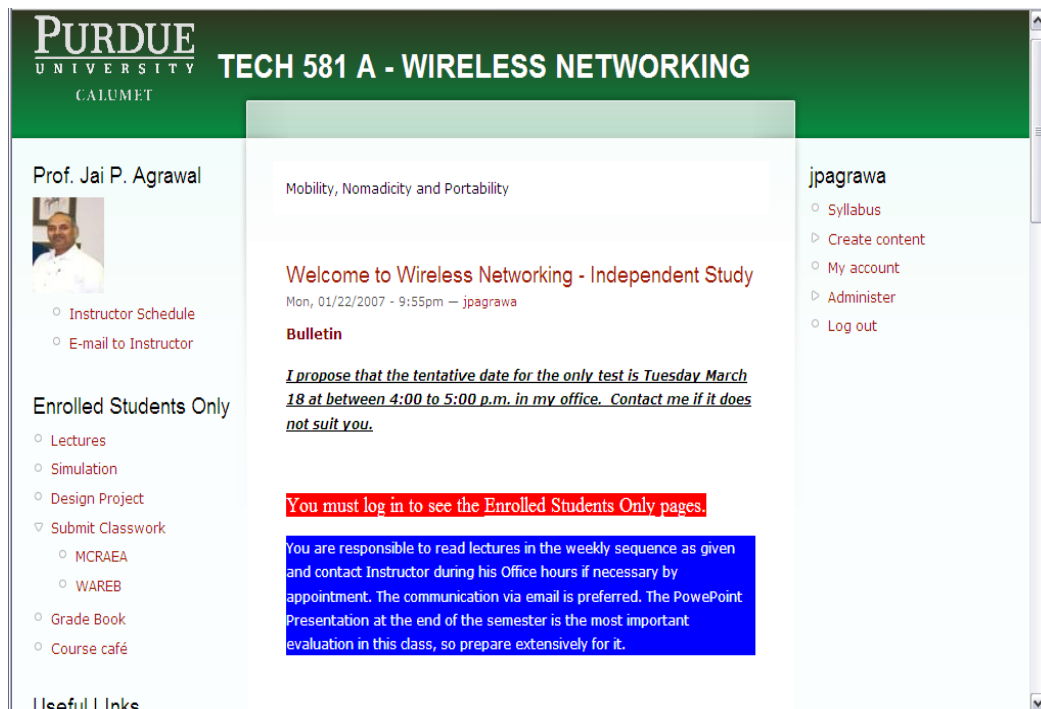 PURDUE
UNIVERSITY
CALUMET
TECH 581 A - WIRELESS NETWORKING
Prof. Jai P. Agrawal
Instructor Schedule
E-mail to Instructor
Enrolled Students Only
Lectures
Simulation
Design Project
Submit Classwork
MCRAEA
WAREB
Grade Book
Course café
Useful LInks
Mobility, Nomadicity and Portability
Welcome to Wireless Networking - Independent Study
Mon, 01/22/2007 - 9:55pm — jpagrawa
Bulletin
I propose that the tentative date for the only test is Tuesday March
18 at between 4:00 to 5:00 p.m. in my office. Contact me if it does
not suit you.
You must log in to see the Enrolled Students Only pages.
You are responsible to read lectures in the weekly sequence as given
and contact Instructor during his Office hours if necessary by
appointment. The communication via email is preferred. The PowePoint
Presentation at the end of the semester is the most important
evaluation in this class, so prepare extensively for it.
jpagrawa
Syllabus
Create content
My account
Administer
Log out